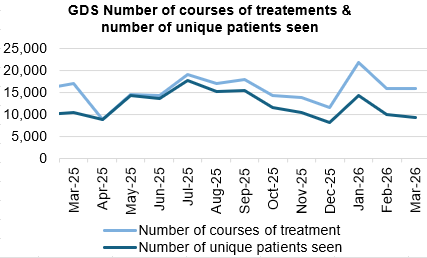 GDS Number of courses of treatements &
number of unique patients seen
25,000
20,000
15,000
10,000
5,000
0
Mar-25
Apr-25
May-25
Jun-25
Jul-25
Aug-25
Sep-25
Oct-25
Nov-25
Dec-25
Jan-26
Feb-26
Mar-26
Number of courses of treatment
Number of unique patients seen